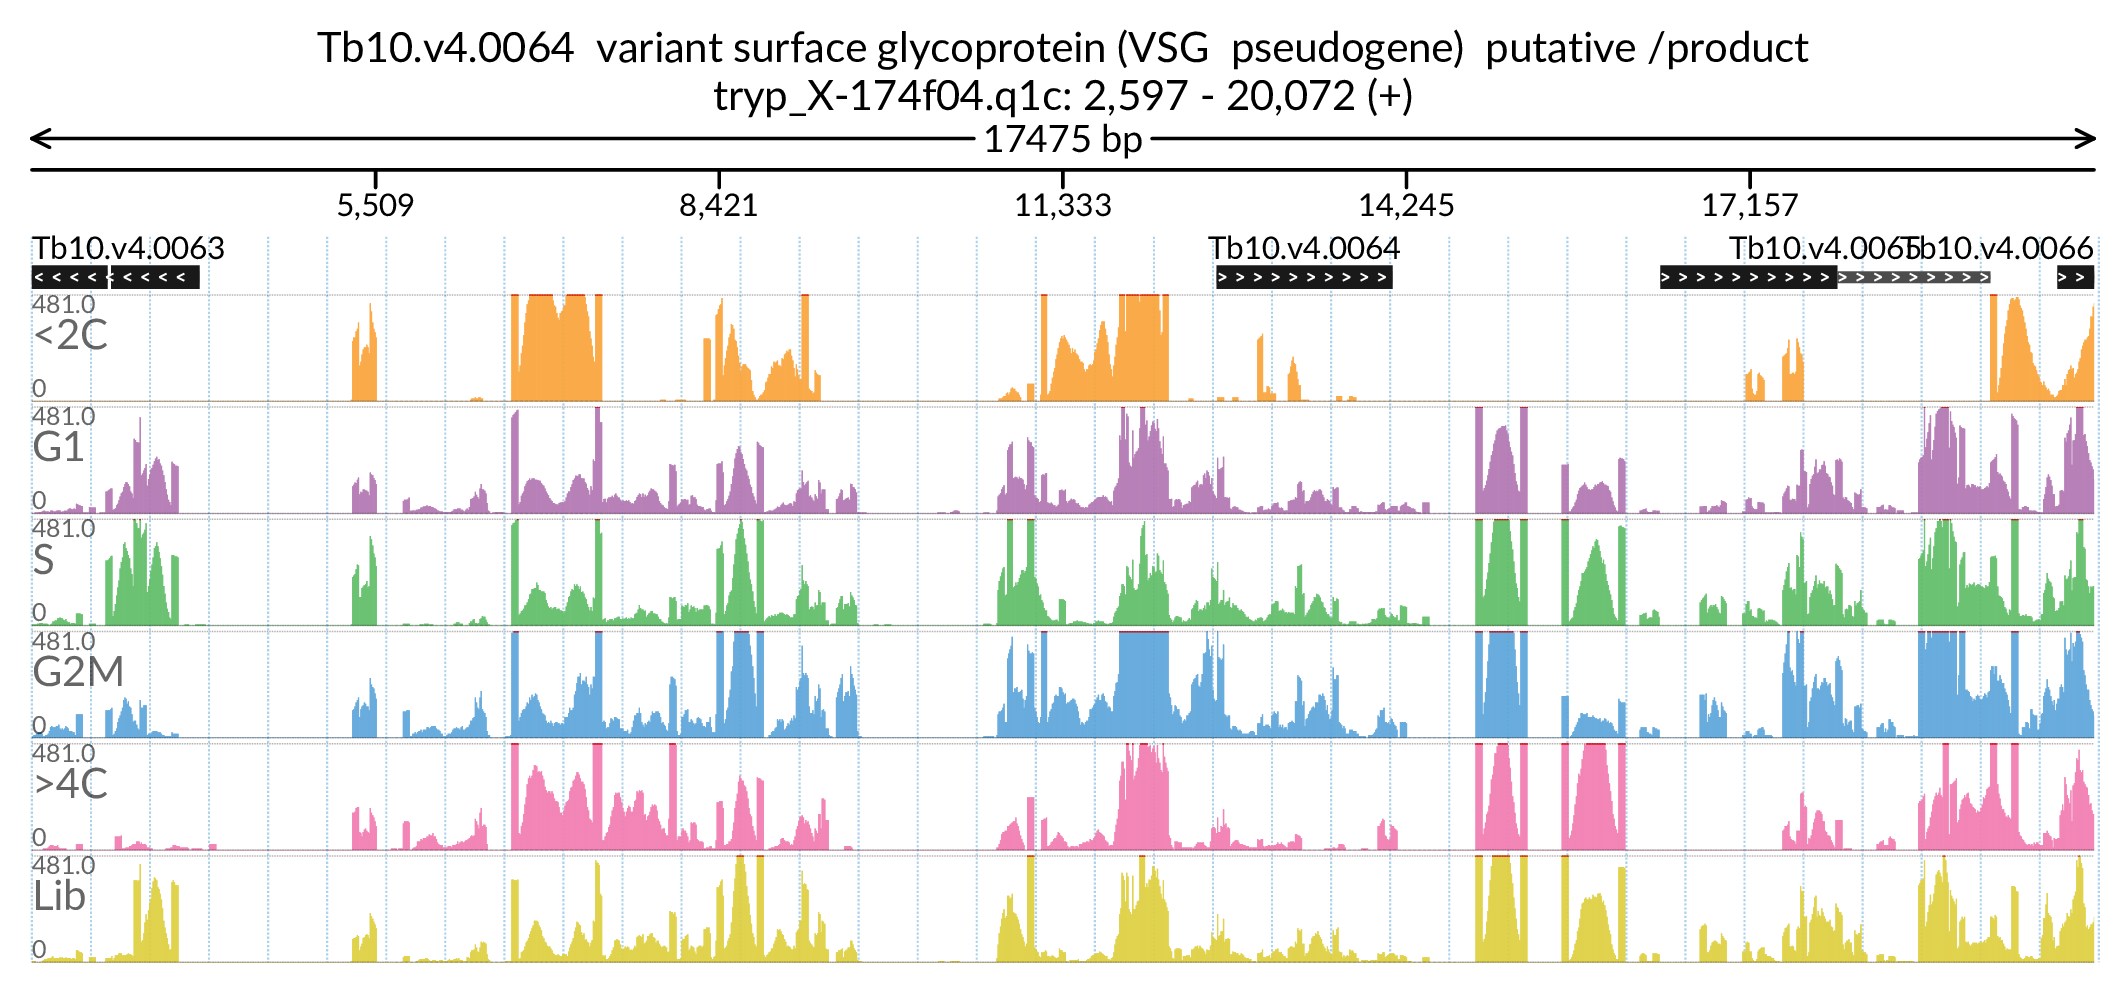 Tb10.v4.0064 variant surface glycoprotein (VSG pseudogene) putative /product
tryp_X-174f04.q1c: 2,597 - 20,072 (+)
17475 bp
5,509 8,421 11,333 14,245 17,157
Tb10.v4.0063 Tb10.v4.0064 Tb10.v4.0065 Tb10.v4.0066
481.0
<2C
0
481.0
G1
0
481.0
S
0
481.0
G2M
0
481.0
>4C
0
481.0
Lib
0